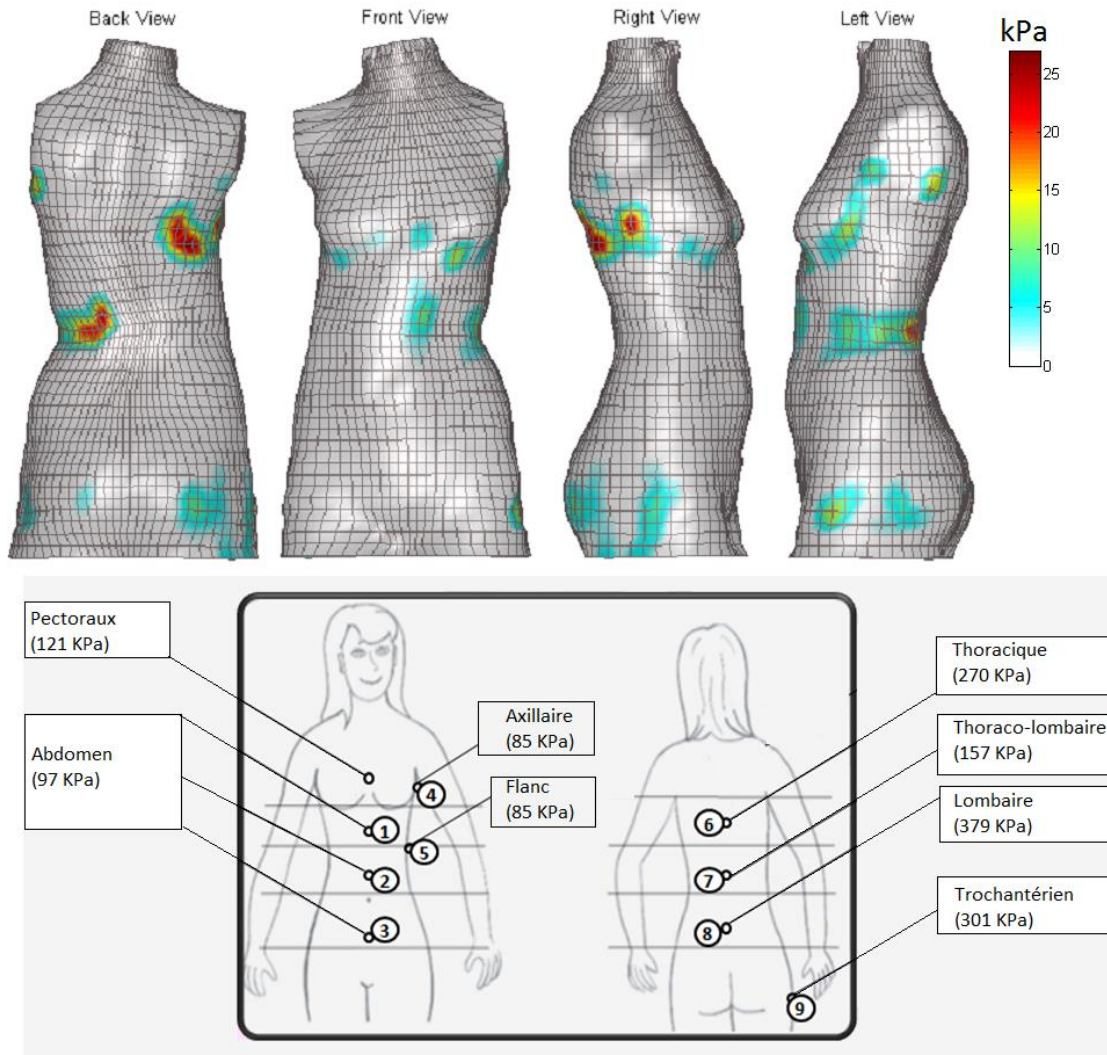 Back View
Front View
Right View
Left View
kPa
25
20
15
10
5
0
Pectoraux
(121 KPa)
Abdomen
(97 KPa)
Axillaire
(85 KPa)
Flanc
(85 KPa)
4
1
5
2
3
Thoracique
(270 KPa)
Thoraco-lombaire
(157 KPa)
Lombaire
(379 KPa)
Trochantérien
(301 KPa)
6
7
8
9